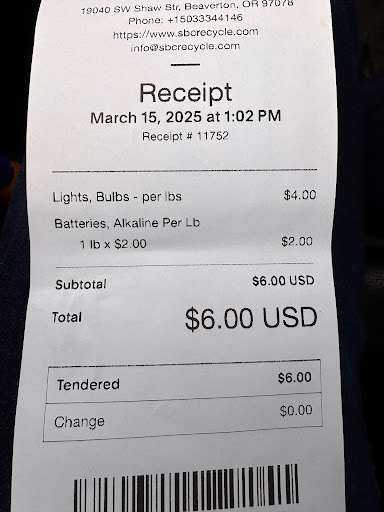 19040 SW Shaw Str, Beaverton, OR 97078
Phone: +15033344146
https://www.sbcrecycle.com
info@sbcrecycle.com
Receipt
March 15, 2025 at 1:02 PM
Receipt # 11752
Lights, Bulbs - per lbs $4.00
Batteries, Alkaline Per Lb
1 lb x $2.00 $2.00
Subtotal $6.00 USD
Total $6.00 USD
Tendered $6.00
Change $0.00